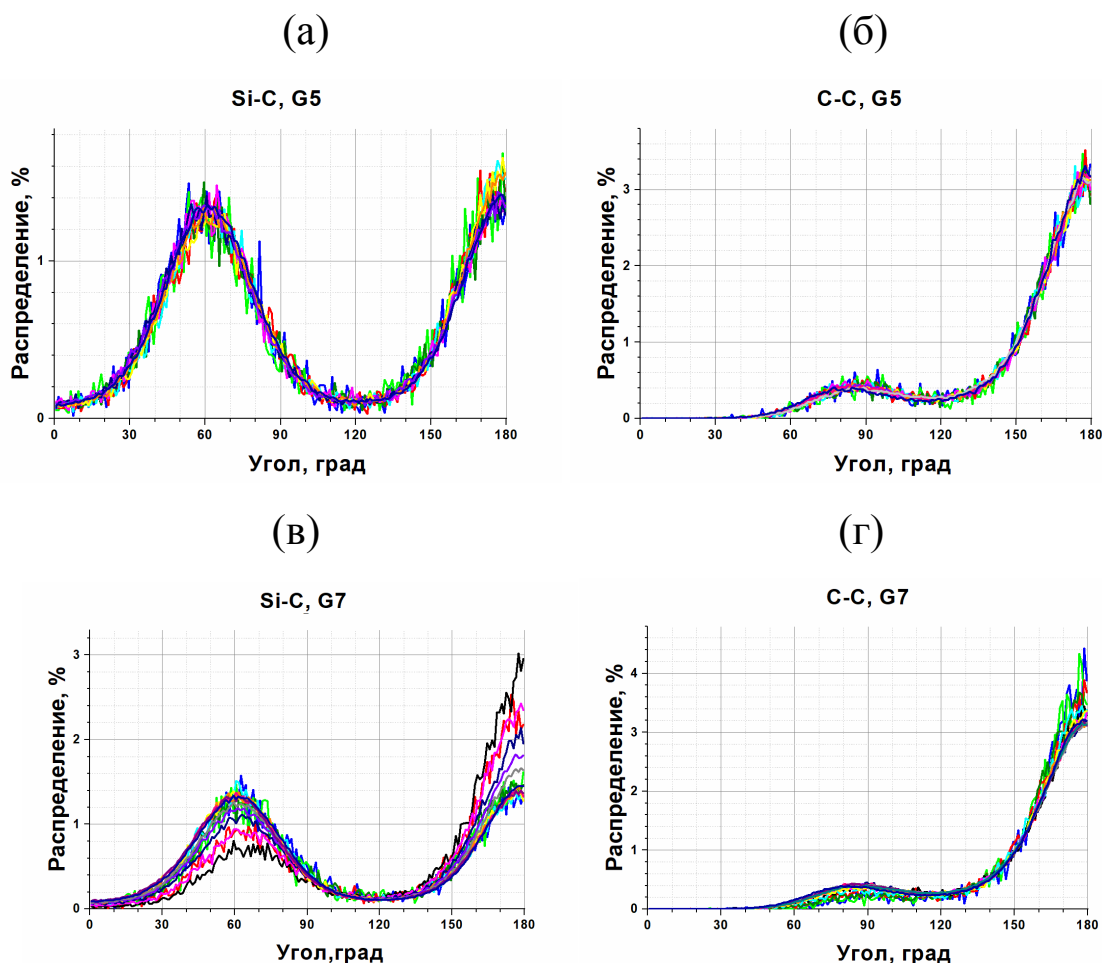 (а)
(б)
Si-C, G5
C-C, G5
Распределение, %
1
0
0 30 60 90 120 150 180
Угол, град
Распределение, %
3
2
1
0
0 30 60 90 120 150 180
Угол, град
(в)
(г)
Si-C, G7
C-C, G7
Распределение, %
3
2
1
0
0 30 60 90 120 150 180
Угол,град
Распределение, %
4
3
2
1
0
0 30 60 90 120 150 180
Угол, град